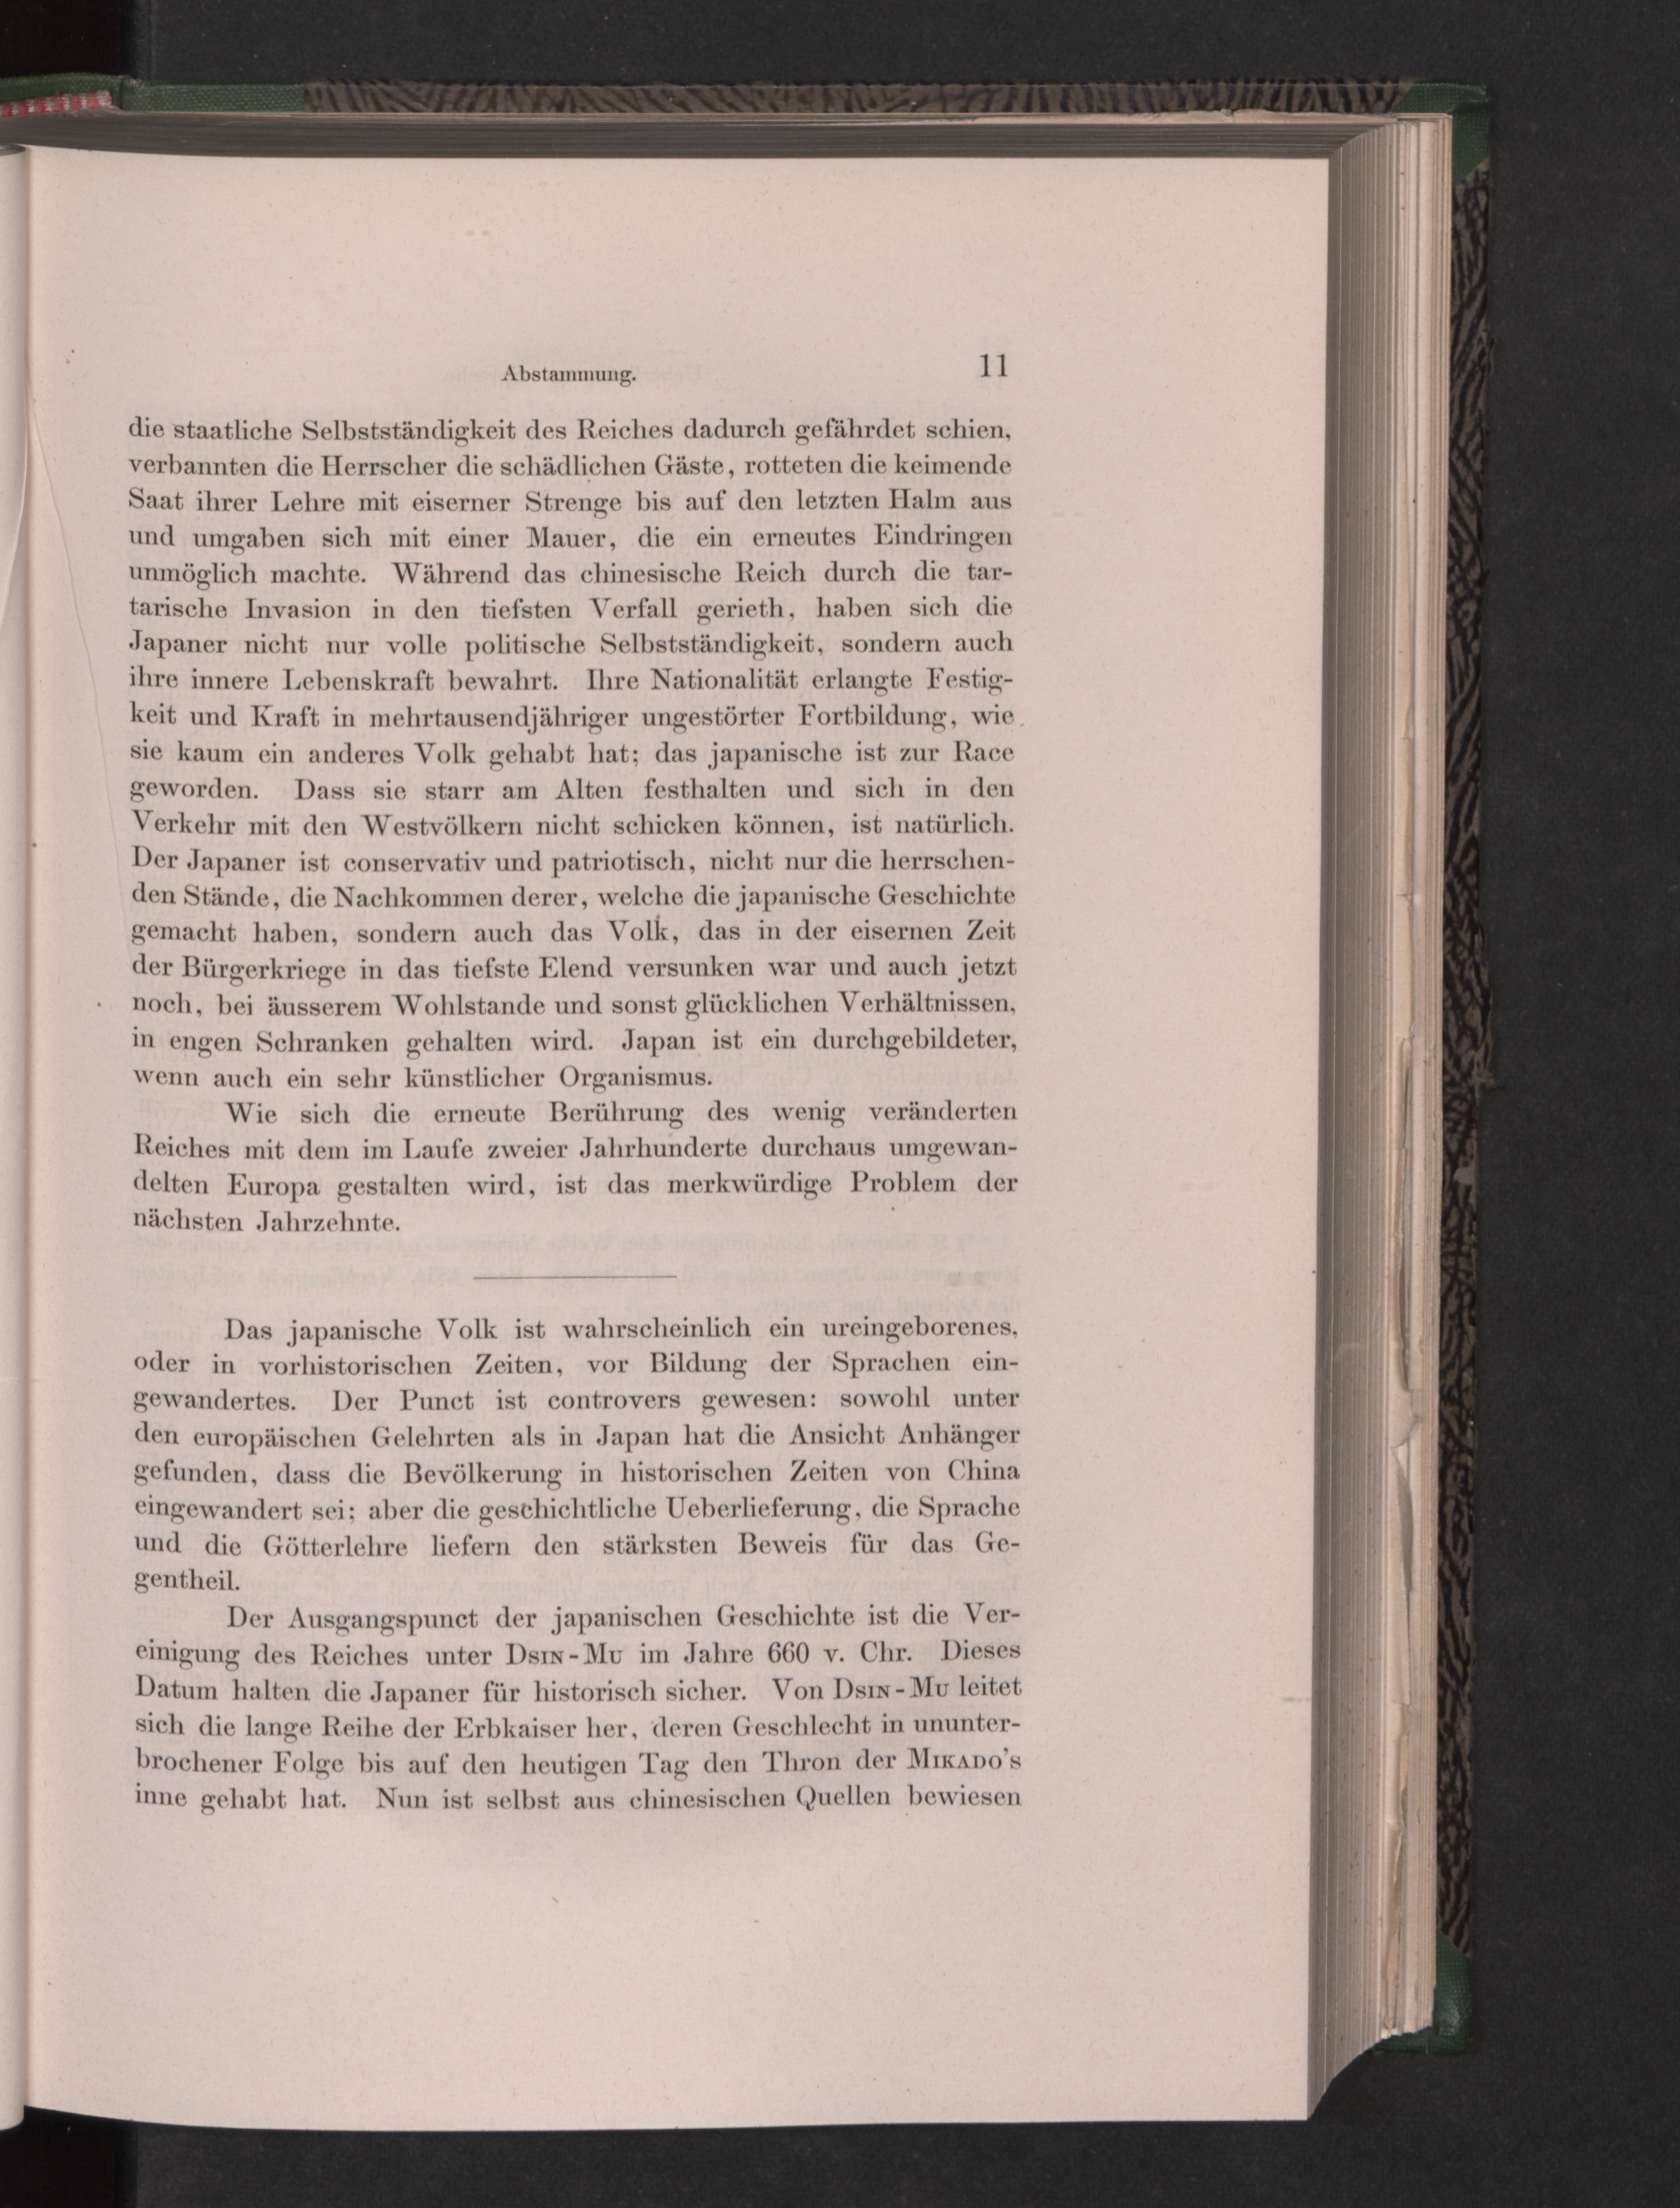 Abstammung. 11
die staatliche Selbstständigkeit des Reiches dadurch gefährdet schien,
verbannten die Herrscher die schädlichen Gäste, rotteten die keimende
Saat ihrer Lehre mit eiserner Strenge bis auf den letzten Halm aus
und umgaben sich mit einer Mauer, die ein erneutes Eindringen
unmöglich machte. Während das chinesische Reich durch die tar-
tarische Invasion in den tiefsten Verfall gerieth, haben sich die
Japaner nicht nur volle politische Selbstständigkeit, sondern auch
ihre innere Lebenskraft bewahrt. Ihre Nationalität erlangte Festig-
keit und Kraft in mehrtausendjähriger ungestörter Fortbildung, wie
sie kaum ein anderes Volk gehabt hat; das japanische ist zur Race
geworden. Dass sie starr am Alten festhalten und sich in den
Verkehr mit den Westvölkern nicht schicken können, ist natürlich.
Der Japaner ist conservativ und patriotisch, nicht nur die herrschen-
den Stände, die Nachkommen derer, welche die japanische Geschichte
gemacht haben, sondern auch das Volk, das in der eisernen Zeit
der Bürgerkriege in das tiefste Elend versunken war und auch jetzt
noch, bei äusserem Wohlstande und sonst glücklichen Verhältnissen,
in engen Schranken gehalten wird. Japan ist ein durchgebildeter,
wenn auch ein sehr künstlicher Organismus.
Wie sich die erneute Berührung des wenig veränderten
Reiches mit dem im Laufe zweier Jahrhunderte durchaus umgewan-
delten Europa gestalten wird, ist das merkwürdige Problem der
nächsten Jahrzehnte.
Das japanische Volk ist wahrscheinlich ein ureingeborenes,
oder in vorhistorischen Zeiten, vor Bildung der Sprachen ein-
gewandertes. Der Punct ist controvers gewesen: sowohl unter
den europäischen Gelehrten als in Japan hat die Ansicht Anhänger
gefunden, dass die Bevölkerung in historischen Zeiten von China
eingewandert sei; aber die geschichtliche Ueberlieferung, die Sprache
und die Götterlehre liefern den stärksten Beweis für das Ge-
gentheil.
Der Ausgangspunct der japanischen Geschichte ist die Ver-
einigung des Reiches unter Dsin-Mu im Jahre 660 v. Chr. Dieses
Datum halten die Japaner für historisch sicher. Von Dsin-Mu leitet
sich die lange Reihe der Erbkaiser her, deren Geschlecht in ununter-
brochener Folge bis auf den heutigen Tag den Thron der Mikado's
inne gehabt hat. Nun ist selbst aus chinesischen Quellen bewiesen